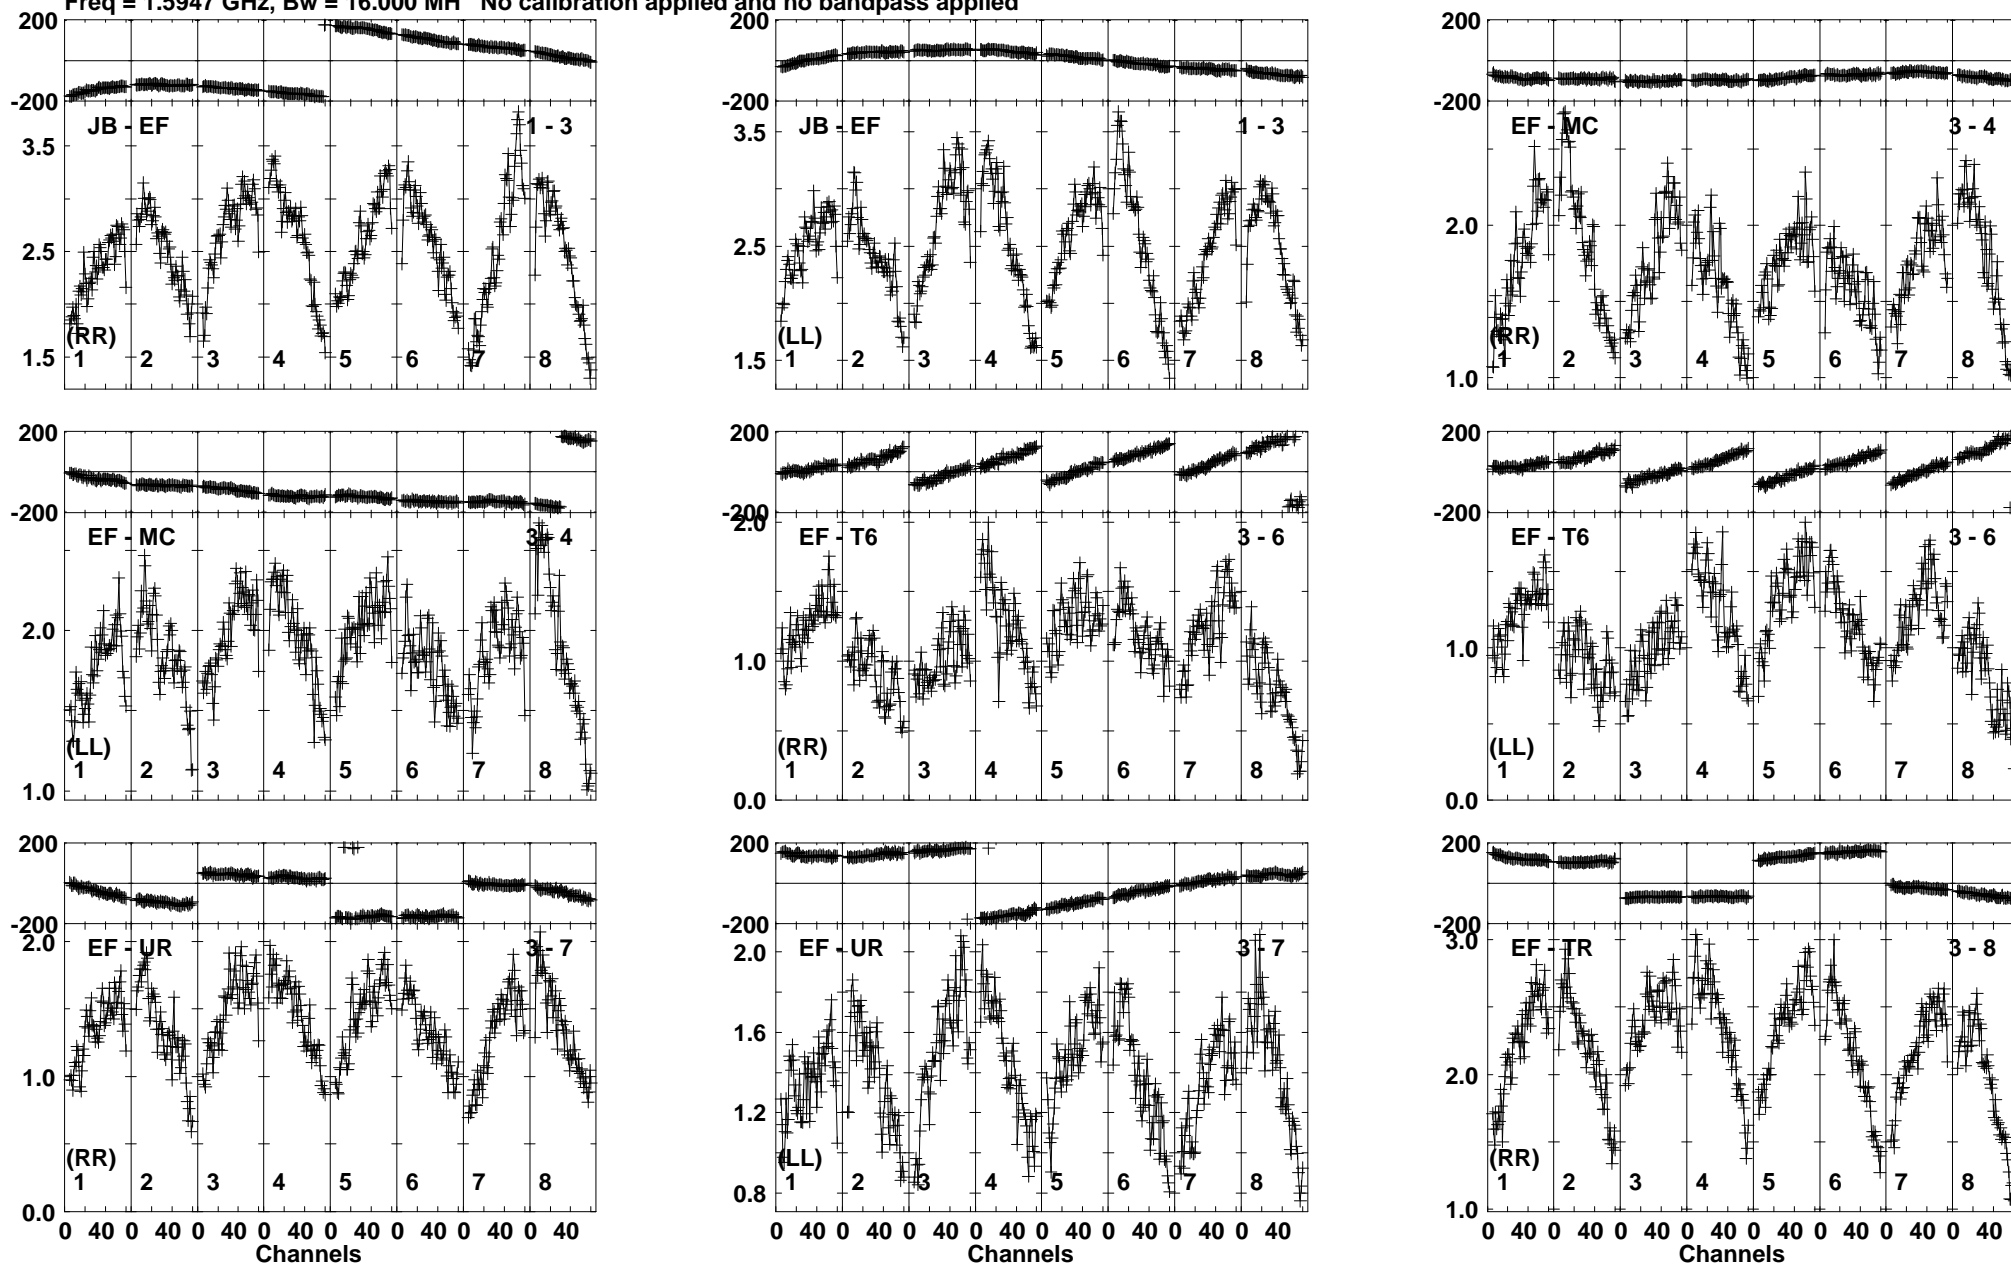 Freq = 1.5947 GHz, Bw = 16.000 MH No calibration applied and no bandpass applied
200
-200
JB - EF 1 - 3
3.5
2.5
1.5
(RR)
1 2 3 4 5 6 7 8
200
-200
JB - EF 1 - 3
3.5
2.5
1.5
(LL)
1 2 3 4 5 6 7 8
200
-200
EF - MC 3 - 4
2.0
1.0
(RR)
1 2 3 4 5 6 7 8
200
-200
EF - MC 3 - 4
2.0
1.0
(LL)
1 2 3 4 5 6 7 8
200
-200
2.0
EF - T6 3 - 6
1.0
0.0
(RR)
1 2 3 4 5 6 7 8
200
-200
EF - T6 3 - 6
1.0
0.0
(LL)
1 2 3 4 5 6 7 8
200
-200
2.0
EF - UR 3 - 7
1.0
0.0
(RR)
1 2 3 4 5 6 7 8
0 40 0 40 0 40 0 40 0 40 0 40 0 40 0 40
Channels
200
-200
EF - UR 3 - 7
2.0
1.6
1.2
0.8
(LL)
1 2 3 4 5 6 7 8
0 40 0 40 0 40 0 40 0 40 0 40 0 40 0 40
200
-200
3.0
EF - TR 3 - 8
2.0
1.0
(RR)
1 2 3 4 5 6 7 8
0 40 0 40 0 40 0 40 0 40 0 40 0 40 0 40
Channels